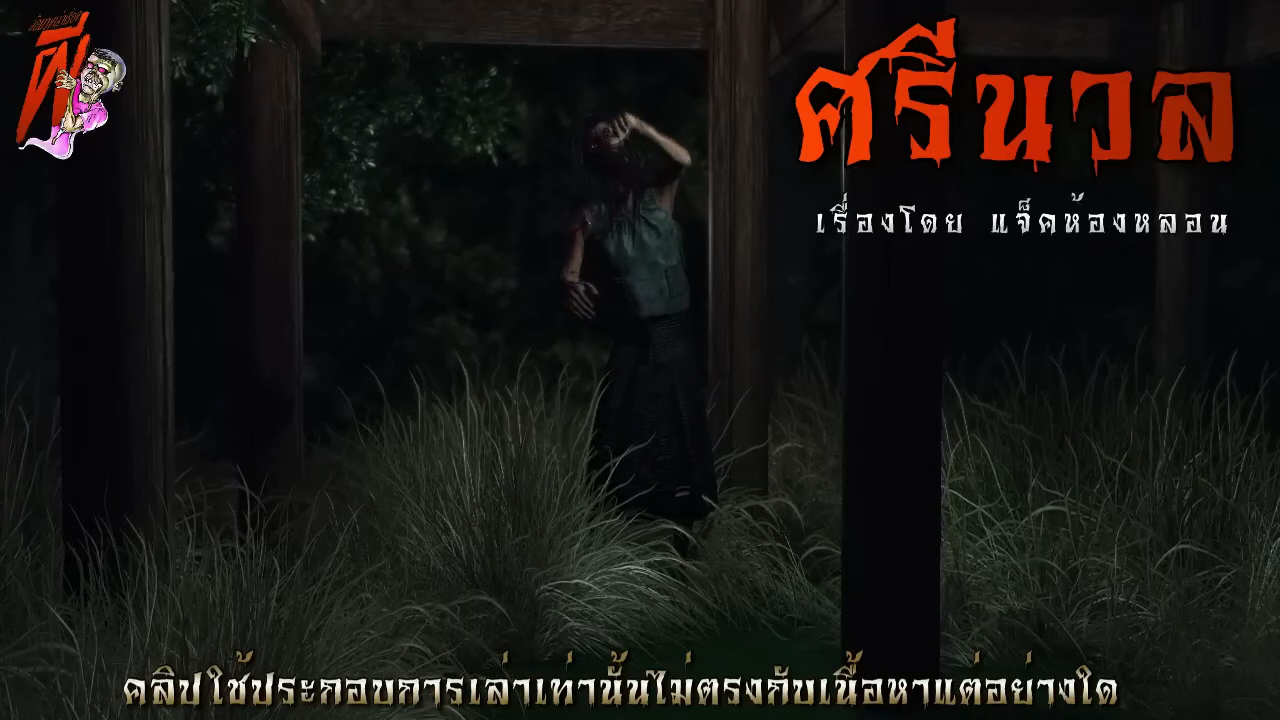 ผี
ศรีนวล
เรื่องโดย แจ็คห้องหลอน
คลิปใช้ประกอบการเล่าเท่านั้นไม่ตรงกับเนื้อหาแต่อย่างใด